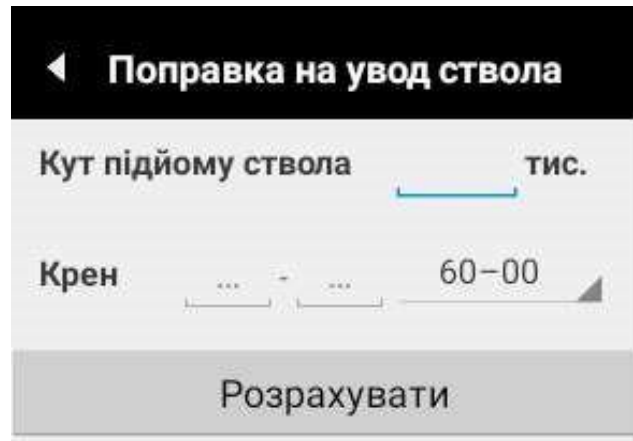 Поправка на увод ствола
Кут підйому ствола тис.
Крен ... - ... 60-00
Розрахувати